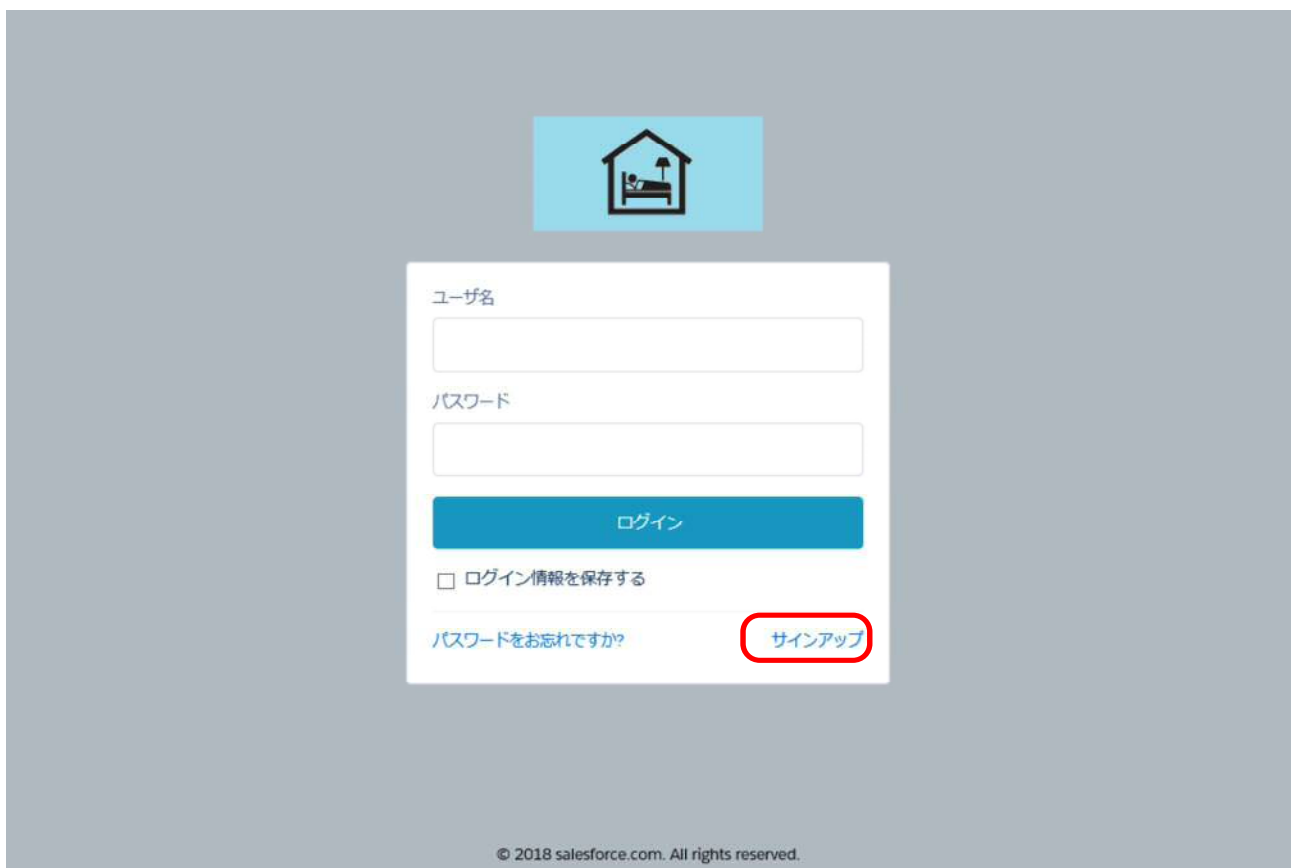 ユーザ名
パスワード
ログイン
ログイン情報を保存する
パスワードをお忘れですか? サインアップ
© 2018 salesforce.com. All rights reserved.